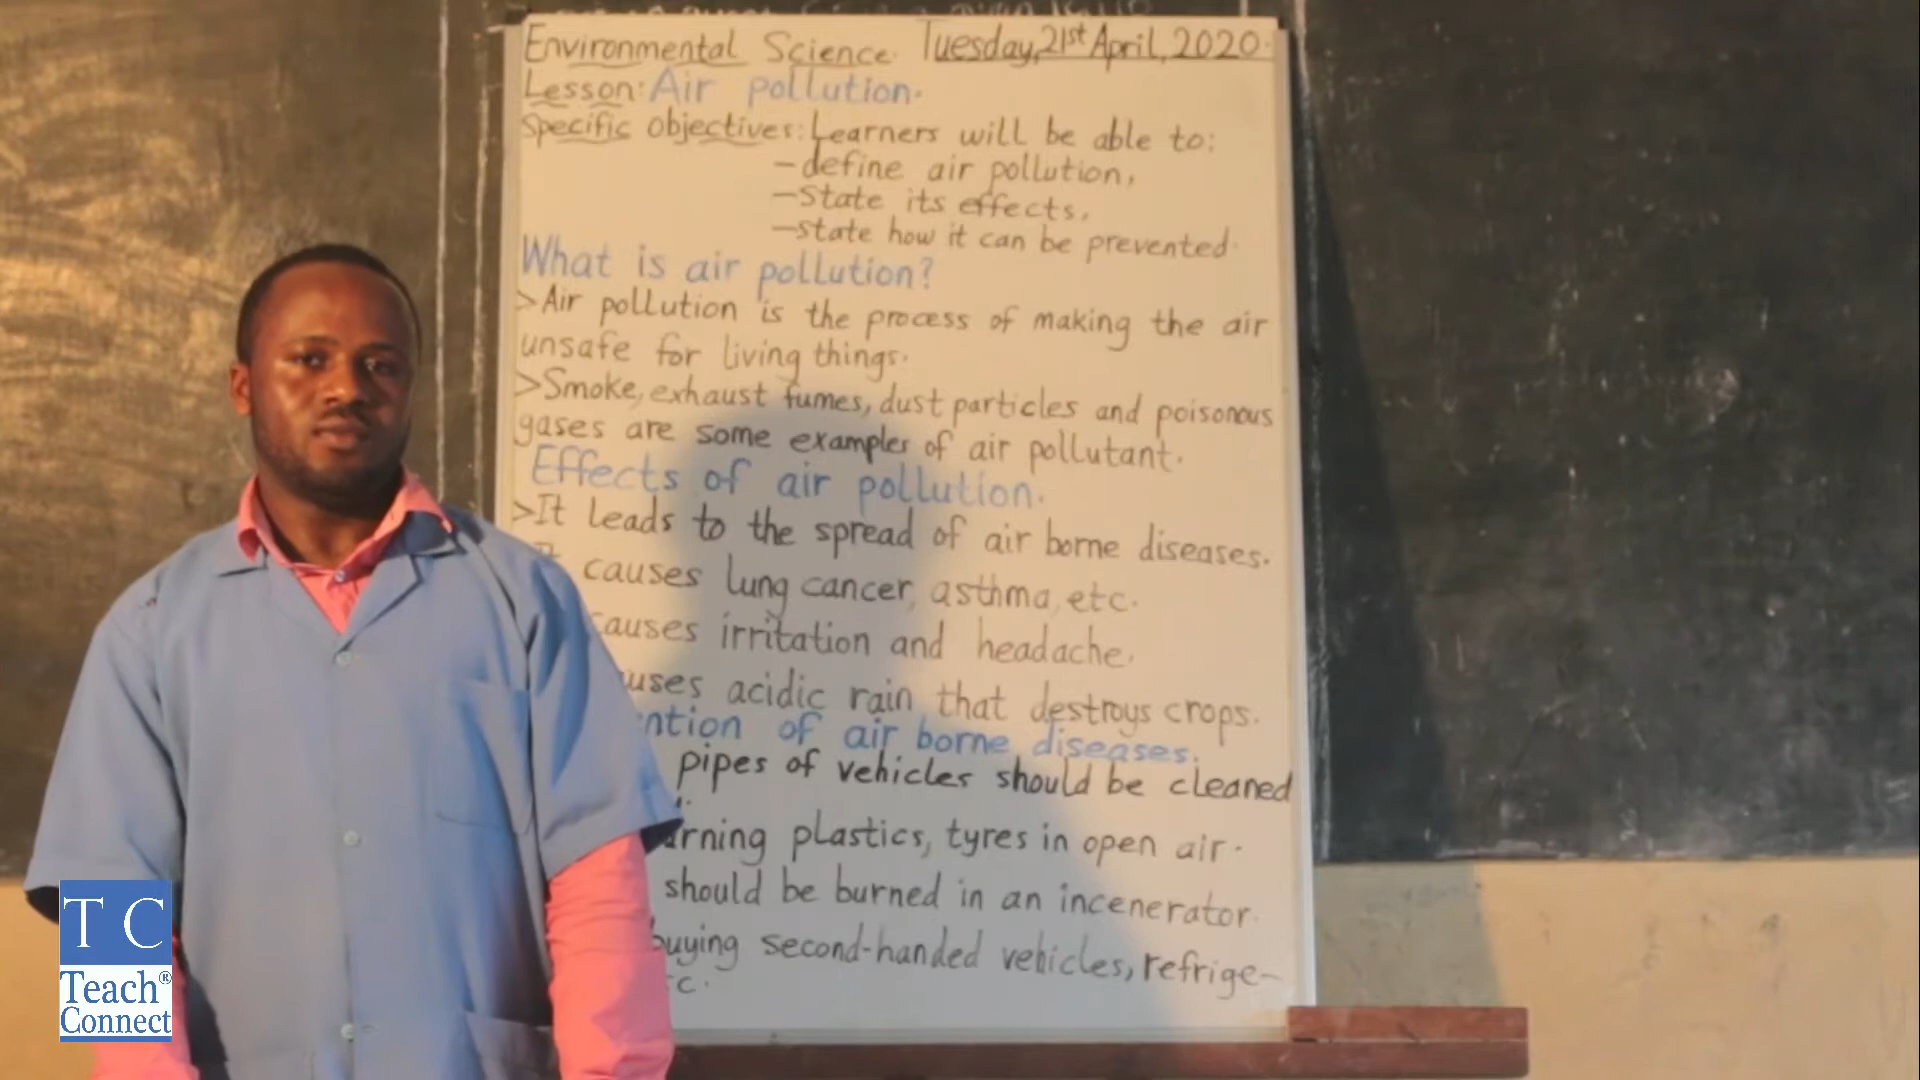 Environmental Science. Tuesday, 21st April, 2020.
Lesson: Air pollution.
Specific objectives: Learners will be able to:
-define air pollution,
-State its effects,
-state how it can be prevented.
What is air pollution?
>Air pollution is the process of making the air
unsafe for living things.
>Smoke, exhaust fumes, dust particles and poisonous
gases are some examples of air pollutant.
Effects of air pollution.
>It leads to the spread of air borne diseases.
causes lung cancer, asthma, etc.
causes irritation and headache.
uses acidic rain that destroys crops.
ntion of air borne diseases.
pipes of vehicles should be cleaned
rning plastics, tyres in open air.
should be burned in an incenerator.
buying second-handed vehicles, refrige-
TC
Teach®
Connect